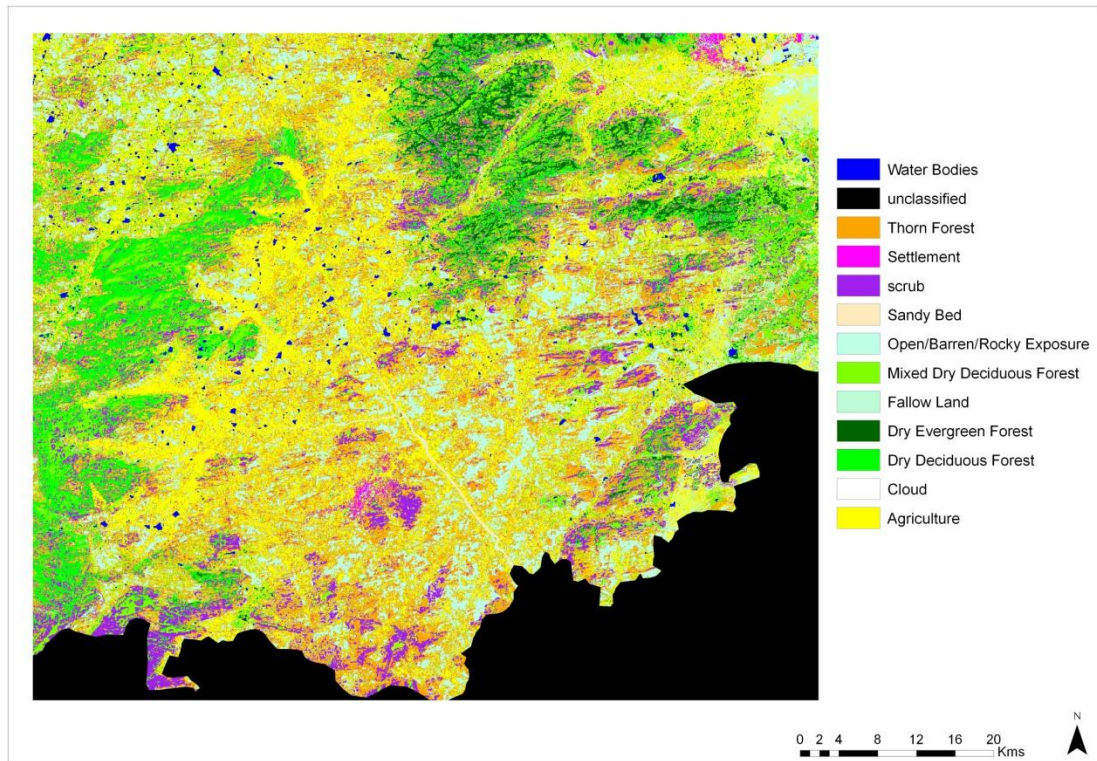 Water Bodies
unclassified
Thorn Forest
Settlement
scrub
Sandy Bed
Open/Barren/Rocky Exposure
Mixed Dry Deciduous Forest
Fallow Land
Dry Evergreen Forest
Dry Deciduous Forest
Cloud
Agriculture
N
0 2 4 8 12 16 20
Kms